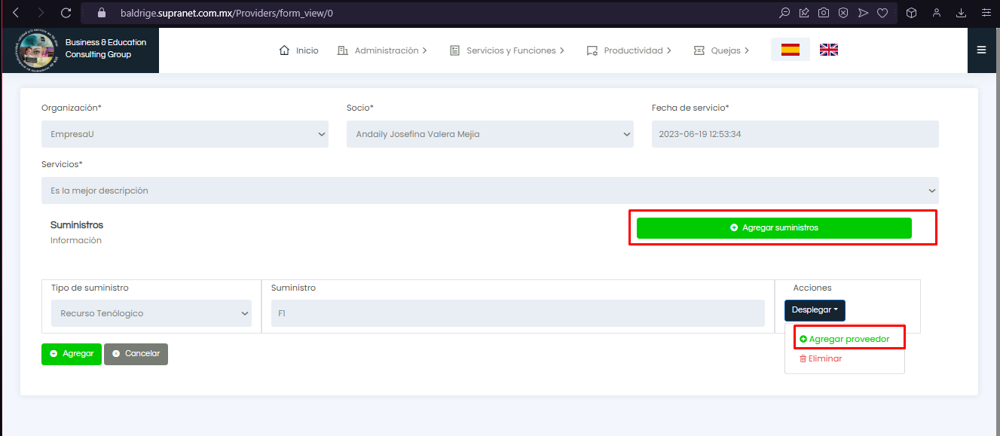 baldrige.supranet.com.mx/Providers/form_view/0
Business & Education
Consulting Group
Inicio
Administración
Servicios y Funciones
Productividad
Quejas
Organización*
Socio*
Fecha de servicio*
EmpresaU
Andaily Josefina Valera Mejia
2023-06-19 12:53:34
Servicios*
Es la mejor descripción
Suministros
Información
Agregar suministros
Tipo de suministro
Suministro
Acciones
Recurso Tenólogico
F1
Desplegar
Agregar proveedor
Eliminar
Agregar
Cancelar